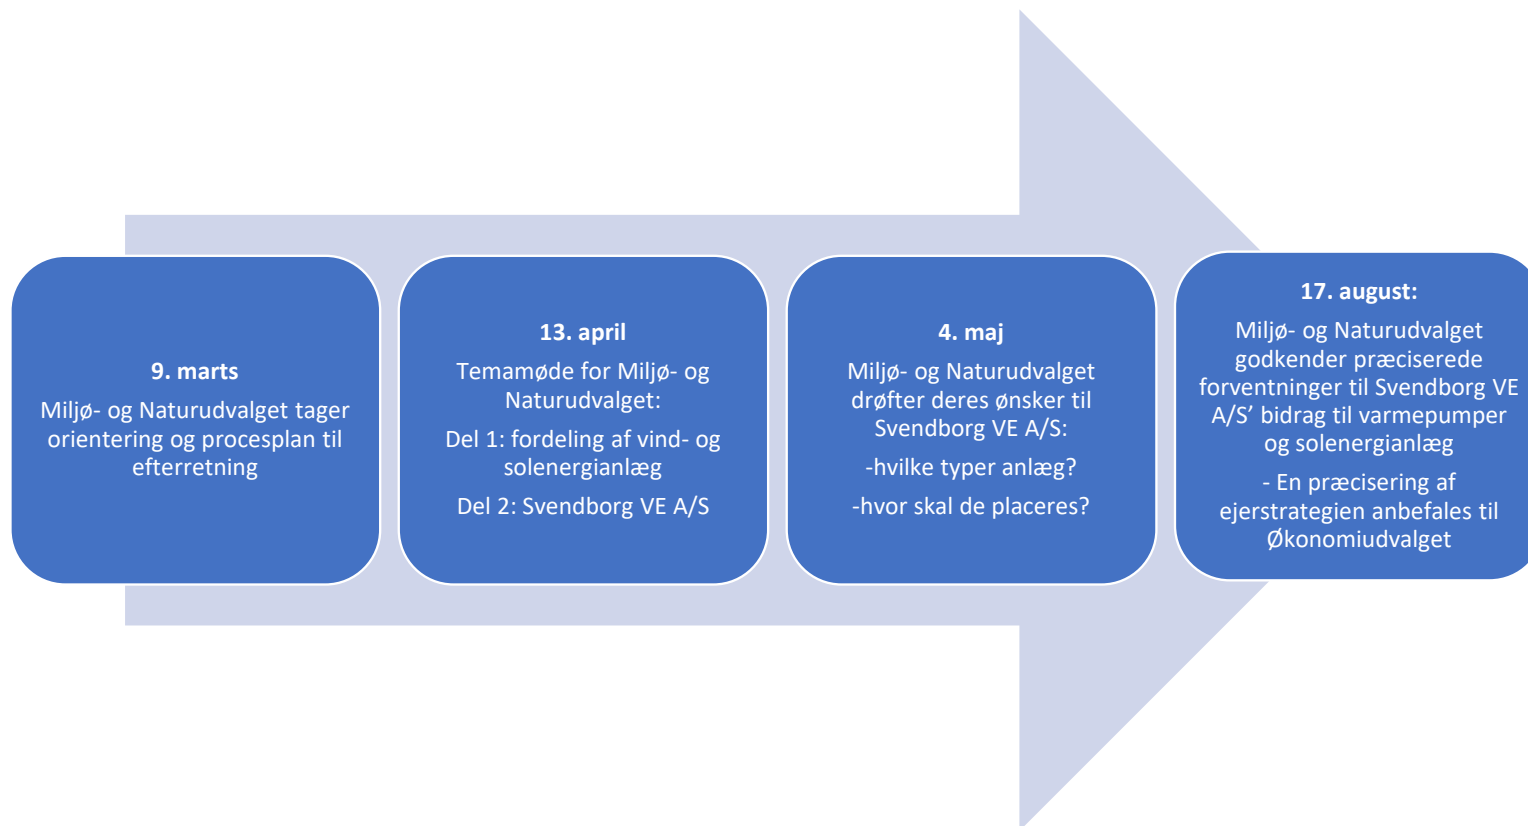 9. marts
Miljø- og Naturudvalget tager
orientering og procesplan til
efterretning
13. april
Temamøde for Miljø- og
Naturudvalget:
Del 1: fordeling af vind- og
solenergianlæg
Del 2: Svendborg VE A/S
4. maj
Miljø- og Naturudvalget
drøfter deres ønsker til
Svendborg VE A/S:
-hvilke typer anlæg?
-hvor skal de placeres?
17. august:
Miljø- og Naturudvalget
godkender præciserede
forventninger til Svendborg VE
A/S’ bidrag til varmepumper
og solenergianlæg
- En præcisering af
ejerstrategien anbefales til
Økonomiudvalget